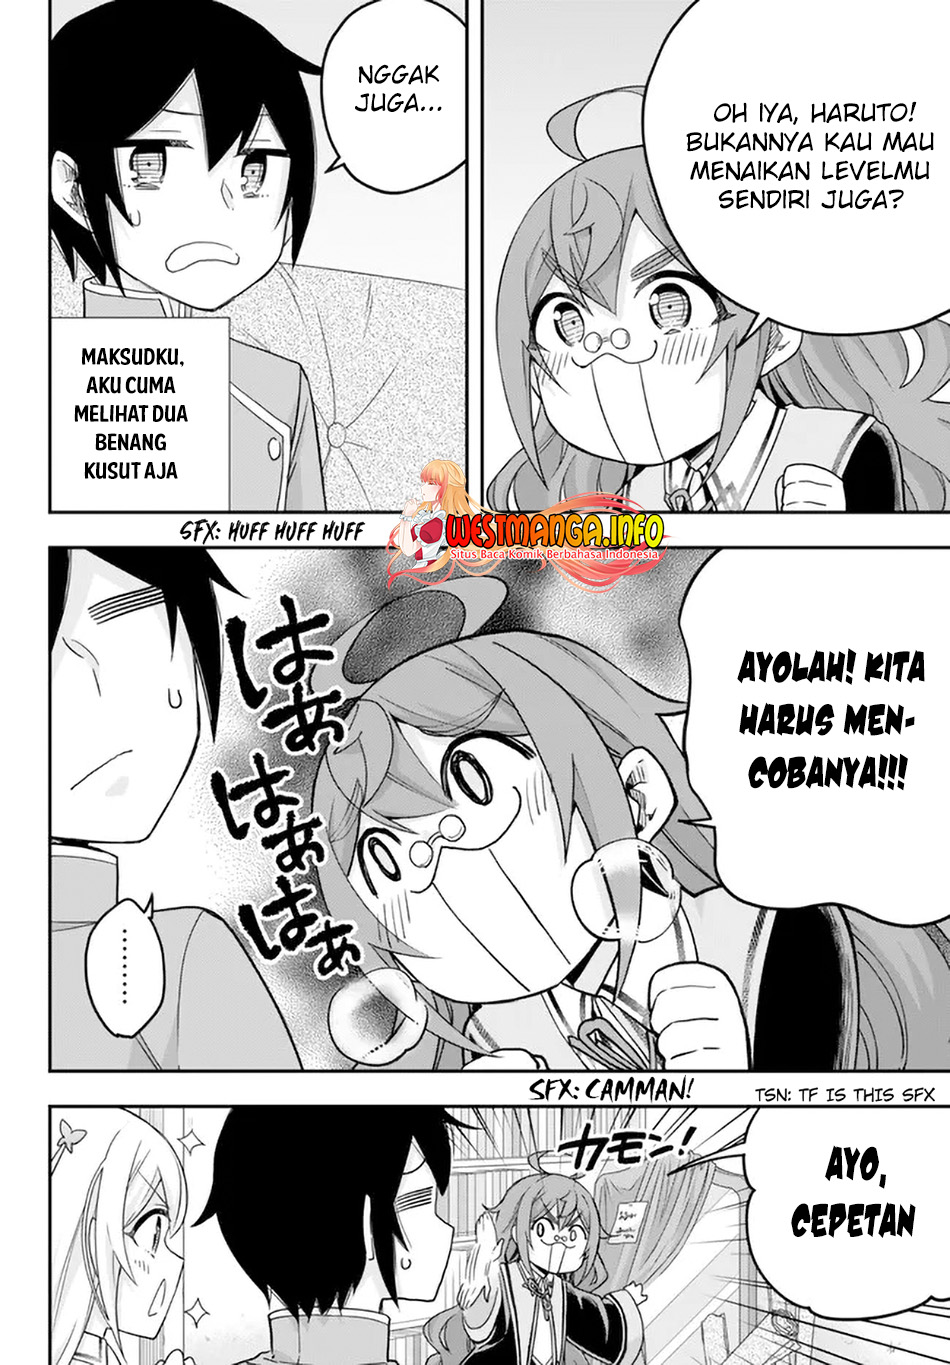 OH IYA, HARUTO!
BUKANNYA KAU MAU
MENAIKAN LEVELMU
SENDIRI JUGA?
NGGAK
JUGA...
MAKSUDKU,
AKU CUMA
MELIHAT DUA
BENANG
KUSUT AJA
SFX: HUFF HUFF HUFF
WESTMANGA.INFO
Situs Baca Komik Berbahasa Indonesia
AYOLAH! KITA
HARUS MEN-
COBANYA!!!
はぁ
はぁ
はぁ
........
SFX: CAMMAN!
TSN: TF IS THIS SFX
カモン!
AYO,
CEPETAN